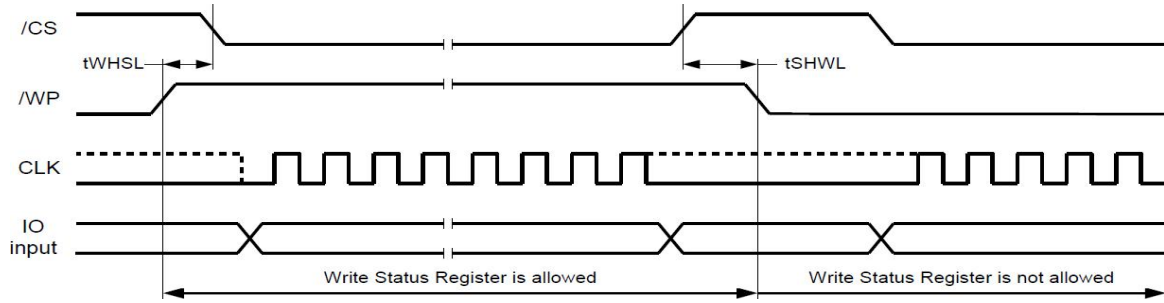 /CS
tWHSL
tSHWL
/WP
CLK
IO
input
Write Status Register is allowed
Write Status Register is not allowed